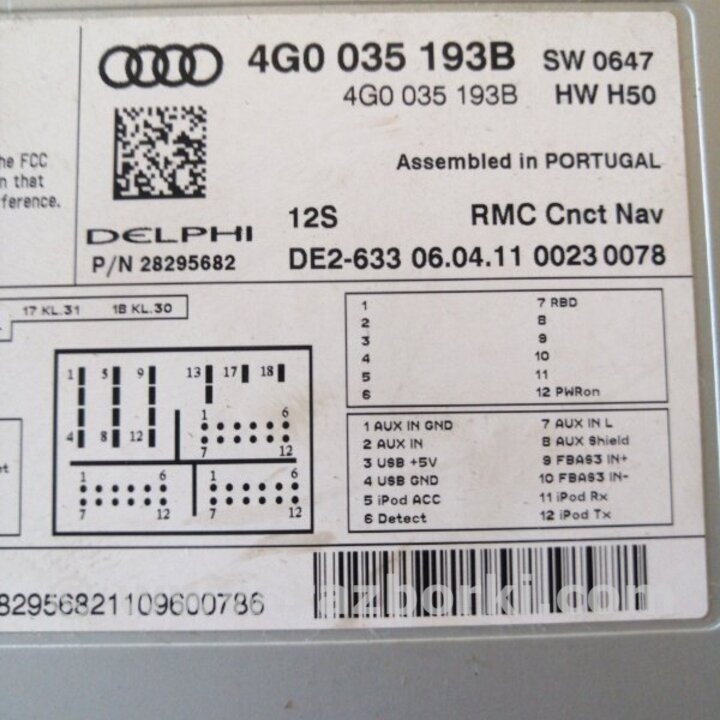 4G0 035 193B SW 0647
4G0 035 193B HW H50
he FCC
n that
ference.
Assembled in PORTUGAL
DELPHI
P/N 28295682
12S RMC Cnct Nav
DE2-633 06.04.11 0023 0078
17 KL.31 18 KL.30
1 5 9 13 17 18
4 8 12
1 6
7 12
1 6 1 6
7 12 7 12
1 7 RBD
2 8
3 9
4 10
5 11
6 12 PWRon
1 AUX IN GND 7 AUX IN L
2 AUX IN 8 AUX Shield
3 USB +5V 9 FBAS3 IN+
4 USB GND 10 FBAS3 IN-
5 iPod ACC 11 iPod Rx
6 Detect 12 iPod Tx
et
82956821109600786
azborki.com